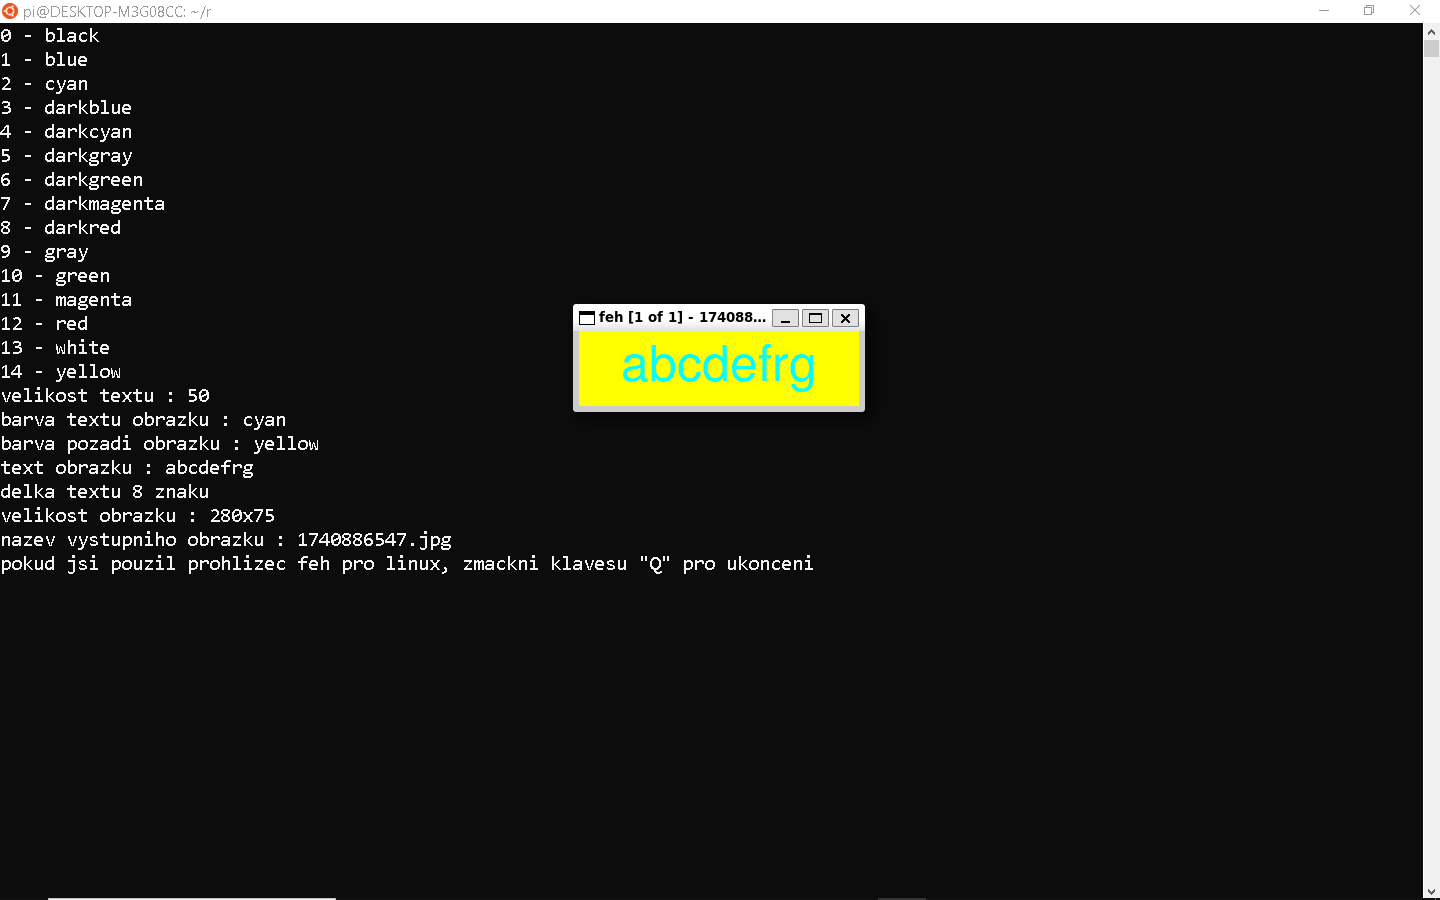 pi@DESKTOP-M3G08CC: ~/r
0 - black
1 - blue
2 - cyan
3 - darkblue
4 - darkcyan
5 - darkgray
6 - darkgreen
7 - darkmagenta
8 - darkred
9 - gray
10 - green
11 - magenta
12 - red
13 - white
14 - yellow
velikost textu : 50
barva textu obrazku : cyan
barva pozadi obrazku : yellow
text obrazku : abcdefrg
delka textu 8 znaku
velikost obrazku : 280x75
nazev vystupniho obrazku : 1740886547.jpg
pokud jsi pouzil prohlizec feh pro linux, zmackni klavesu "Q" pro ukonceni
feh [1 of 1] - 174088...
abcdefrg